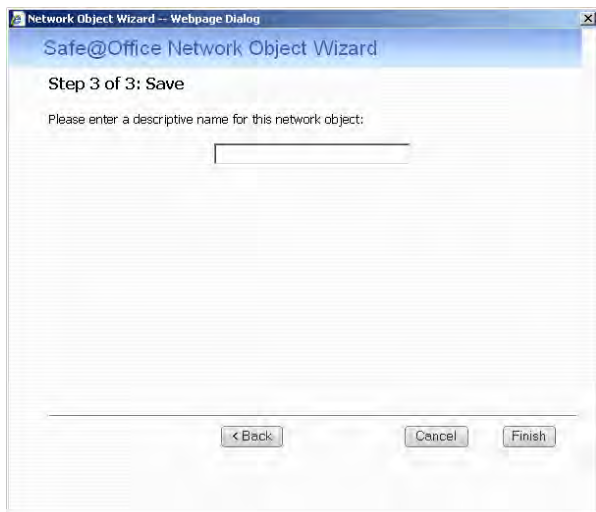 Network Object Wizard -- Webpage Dialog
Safe@Office Network Object Wizard
Step 3 of 3: Save
Please enter a descriptive name for this network object:
< Back Cancel Finish